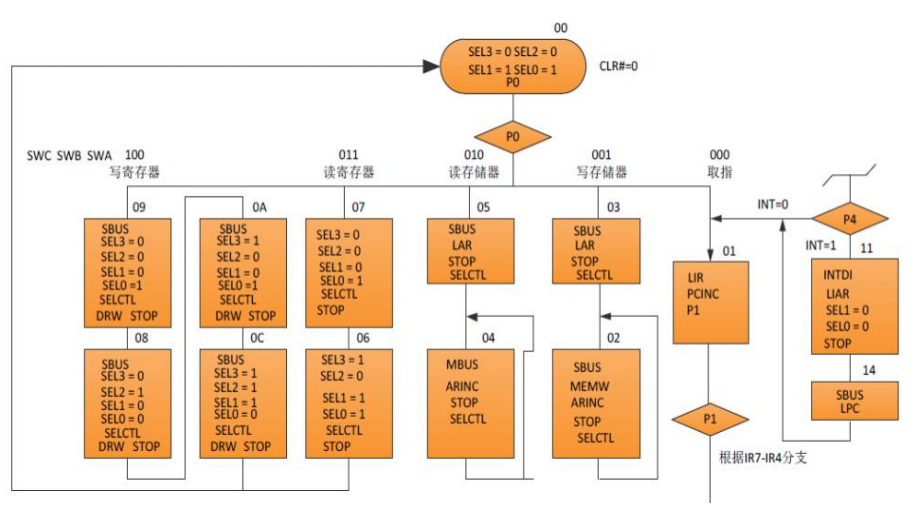 00
SEL3 = 0 SEL2 = 0
SEL1 = 1 SEL0 = 1
P0
CLR#=0
P0
SWC SWB SWA 100
写寄存器
011
读寄存器
010
读存储器
001
写存储器
000
取指
09
SBUS
SEL3 = 0
SEL2 = 0
SEL1 = 0
SEL0 =1
SELCTL
DRW STOP
08
SBUS
SEL3 = 0
SEL2 = 1
SEL1 = 0
SEL0 = 0
SELCTL
DRW STOP
0A
SBUS
SEL3 = 1
SEL2 = 0
SEL1 = 0
SEL0 =1
SELCTL
DRW STOP
0C
SBUS
SEL3 = 1
SEL2 = 1
SEL1 = 1
SEL0 = 0
SELCTL
DRW STOP
07
SEL3 = 0
SEL2 = 0
SEL1 = 0
SEL0 = 1
SELCTL
STOP
06
SEL3 = 1
SEL2 = 0
SEL1 = 1
SEL0 = 1
SELCTL
STOP
05
SBUS
LAR
STOP
SELCTL
04
MBUS
ARINC
STOP
SELCTL
03
SBUS
LAR
STOP
SELCTL
02
SBUS
MEMW
ARINC
STOP
SELCTL
01
LIR
PCINC
P1
P1
根据IR7-IR4分支
INT=0
P4
INT=1
11
INTDI
LIAR
SEL1 = 0
SEL0 = 0
STOP
14
SBUS
LPC